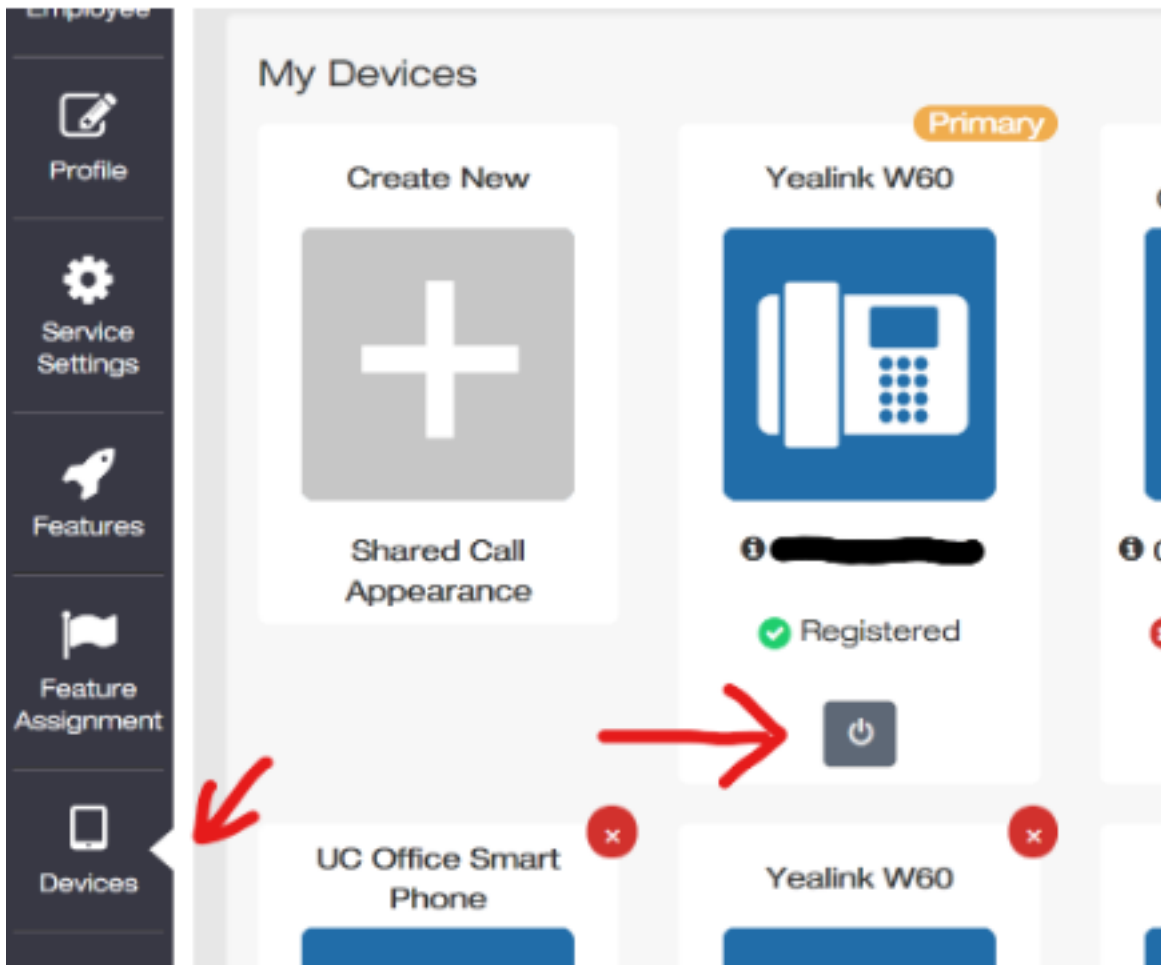 Employee
Profile
Service
Settings
Features
Feature
Assignment
Devices
My Devices
Create New
Shared Call
Appearance
Primary
Yealink W60
Registered
UC Office Smart
Phone
Yealink W60